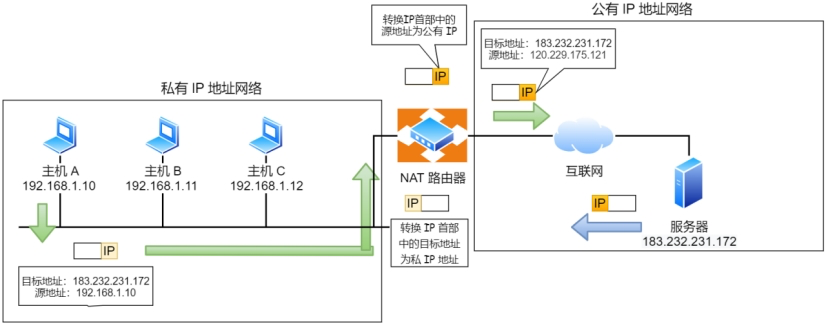 公有 IP 地址网络
转换IP首部中的
源地址为公有 IP
IP
目标地址：183.232.231.172
源地址：120.229.175.121
IP
私有 IP 地址网络
主机 A
192.168.1.10
主机 B
192.168.1.11
主机 C
192.168.1.12
NAT 路由器
互联网
IP
IP
服务器
183.232.231.172
转换 IP 首部
中的目标地址
为私 IP 地址
IP
目标地址：183.232.231.172
源地址：192.168.1.10